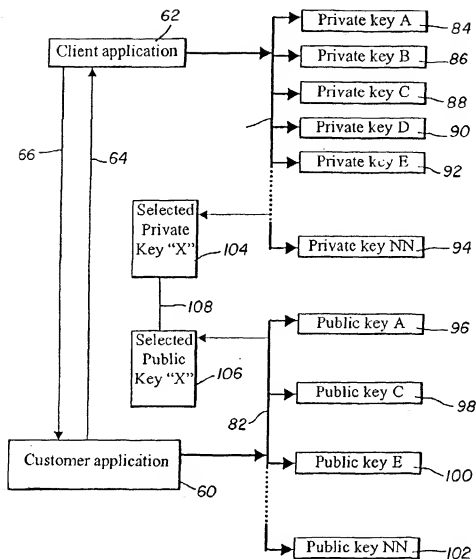 62
Client application
Private key A
84
Private key B
86
Private key C
88
Private key D
90
Private key E
92
66
64
Selected
Private
Key "X"
104
Private key NN
94
108
Selected
Public
Key "X"
106
Public key A
96
82
Public key C
98
Customer application
60
Public key E
100
Public key NN
102